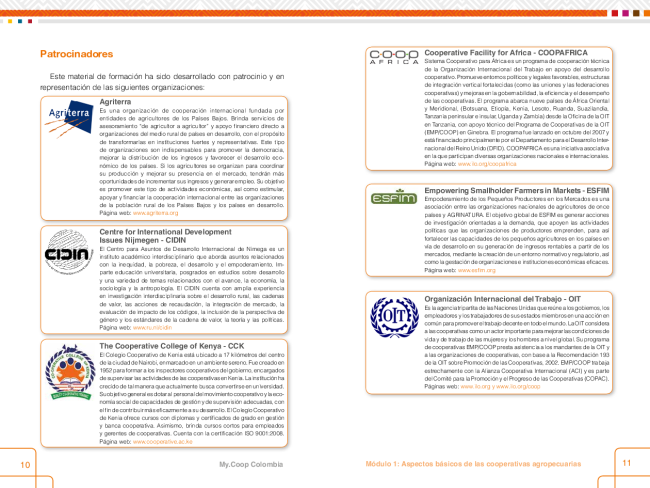 Patrocinadores
Este material de formación ha sido desarrollado con patrocinio y en
representación de las siguientes organizaciones:
Agriterra
Agriterra
Es una organización de cooperación internacional fundada por
entidades de agricultores de los Países Bajos. Brinda servicios de
asesoramiento "de agricultor a agricultor" y apoyo financiero directo a
organizaciones del medio rural de países en desarrollo, con el propósito
de transformarlas en instituciones fuertes y representativas. Este tipo
de organizaciones son indispensables para promover la democracia,
mejorar la distribución de los ingresos y favorecer el desarrollo eco-
nómico de los países. Si los agricultores se organizan para coordinar
su producción y mejorar su presencia en el mercado, tendrán más
oportunidades de incrementar sus ingresos y generar empleo. Su objetivo
es promover este tipo de actividades económicas, así como estimular,
apoyar y financiar la cooperación internacional entre las organizaciones
de la población rural de los Países Bajos y los países en desarrollo.
Página web: www.agriterra.org
CIDIN
Centre for International Development
Issues Nijmegen - CIDIN
El Centro para Asuntos de Desarrollo Internacional de Nimega es un
instituto académico interdisciplinario que aborda asuntos relacionados
con la inequidad, la pobreza, el desarrollo y el empoderamiento. Im-
parte educación universitaria, posgrados en estudios sobre desarrollo
y una variedad de temas relacionados con el avance, la economía, la
sociología y la antropología. El CIDIN cuenta con amplia experiencia
en investigación interdisciplinaria sobre el desarrollo rural, las cadenas
de valor, las acciones de recaudación, la integración de mercado, la
evaluación de impacto de los códigos, la inclusión de la perspectiva de
género y los estándares de la cadena de valor, la teoría y las políticas.
Página web: www.ru.nl/cidin
The Cooperative College of Kenya - CCK
El Colegio Cooperativo de Kenia está ubicado a 17 kilómetros del centro
de la ciudad de Nairobi, enmarcado en un ambiente sereno. Fue creado en
1952 para formar a los inspectores cooperativos del gobierno, encargados
de supervisar las actividades de las cooperativas en Kenia. La institución ha
crecido de tal manera que actualmente busca convertirse en universidad.
Su objetivo general es dotar al personal del movimiento cooperativo y la eco-
nomía social de capacidades de gestión y de supervisión adecuadas, con
el fin de contribuir más eficazmente a su desarrollo. El Colegio Cooperativo
de Kenia ofrece cursos con diplomas y certificados de grado en gestión
y banca cooperativa. Asimismo, brinda cursos cortos para empleados
y gerentes de cooperativas. Cuenta con la certificación ISO 9001:2008.
Página web: www.cooperative.ac.ke
10
My.Coop Colombia
COOP
AFRICA
Cooperative Facility for Africa - COOPAFRICA
Sistema Cooperativo para África es un programa de cooperación técnica
de la Organización Internacional del Trabajo en apoyo del desarrollo
cooperativo. Promueve entornos políticos y legales favorables, estructuras
de integración vertical fortalecidas (como las uniones y las federaciones
cooperativas) y mejoras en la gobernabilidad, la eficiencia y el desempeño
de las cooperativas. El programa abarca nueve países de África Oriental
y Meridional, (Botsuana, Etiopía, Kenia, Lesoto, Ruanda, Suazilandia,
Tanzania peninsular e insular, Uganda y Zambia) desde la Oficina de la OIT
en Tanzania, con apoyo técnico del Programa de Cooperativas de la OIT
(EMP/COOP) en Ginebra. El programa fue lanzado en octubre del 2007 y
está financiado principalmente por el Departamento para el Desarrollo Inter-
nacional del Reino Unido (DFID). COOPAFRICA es una iniciativa asociativa
en la que participan diversas organizaciones nacionales e internacionales.
Página web: www.ilo.org/coopafrica
ESFIM
Empowering Smallholder Farmers in Markets - ESFIM
Empoderamiento de los Pequeños Productores en los Mercados es una
asociación entre las organizaciones nacionales de agricultores de once
países y AGRINATURA. El objetivo global de ESFIM es generar acciones
de investigación orientadas a la demanda, que apoyen las actividades
políticas que las organizaciones de productores emprenden, para así
fortalecer las capacidades de los pequeños agricultores en los países en
vía de desarrollo en su generación de ingresos rentables a partir de los
mercados, mediante la creación de un entorno normativo y regulatorio, así
como la gestación de organizaciones e instituciones económicas eficaces.
Página web: www.esfim.org
OIT
Organización Internacional del Trabajo - OIT
Es la agencia tripartita de las Naciones Unidas que reúne a los gobiernos, los
empleadores y los trabajadores de sus estados miembros en una acción en
común para promover el trabajo decente en todo el mundo. La OIT considera
a las cooperativas como un actor importante para mejorar las condiciones de
vida y de trabajo de las mujeres y los hombres a nivel global. Su programa
de cooperativas EMP/COOP presta asistencia a los mandantes de la OIT y
a las organizaciones de cooperativas, con base a la Recomendación 193
de la OIT sobre Promoción de las Cooperativas, 2002. EMP/COOP trabaja
estrechamente con la Alianza Cooperativa Internacional (ACI) y es parte
del Comité para la Promoción y el Progreso de las Cooperativas (COPAC).
Páginas web: www.ilo.org y www.ilo.org/coop
Módulo 1: Aspectos básicos de las cooperativas agropecuarias
11